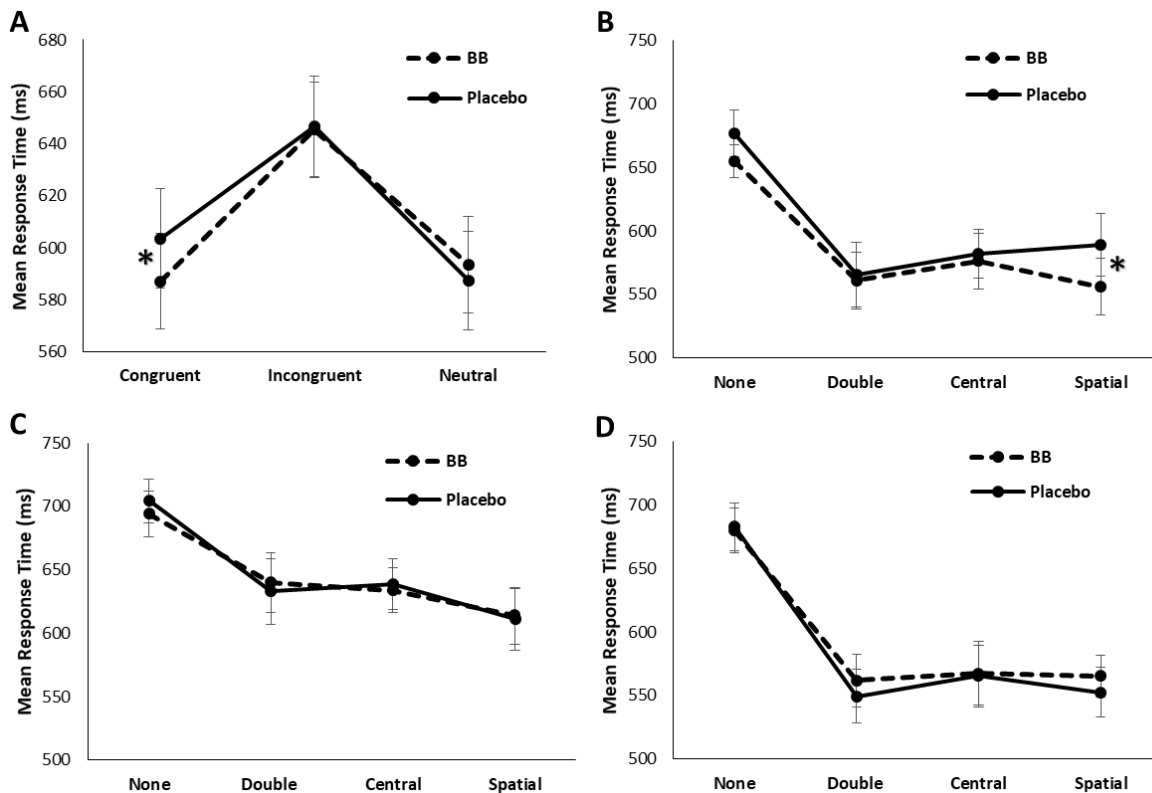 A
Mean Response Time (ms)
680
660
640
620
600
580
560
BB
Placebo
*
Congruent Incongruent Neutral
B
Mean Response Time (ms)
750
700
650
600
550
500
BB
Placebo
*
None Double Central Spatial
C
Mean Response Time (ms)
750
700
650
600
550
500
BB
Placebo
None Double Central Spatial
D
Mean Response Time (ms)
750
700
650
600
550
500
BB
Placebo
None Double Central Spatial